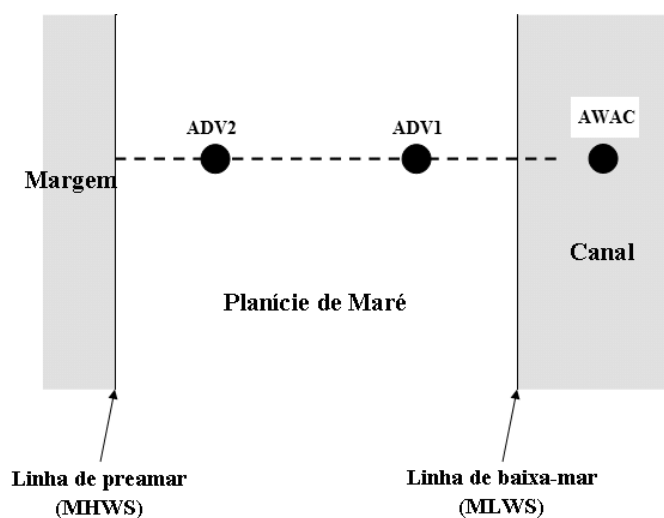 ADV2
ADV1
AWAC
Margem
Canal
Planície de Maré
Linha de preamar
(MHWS)
Linha de baixa-mar
(MLWS)